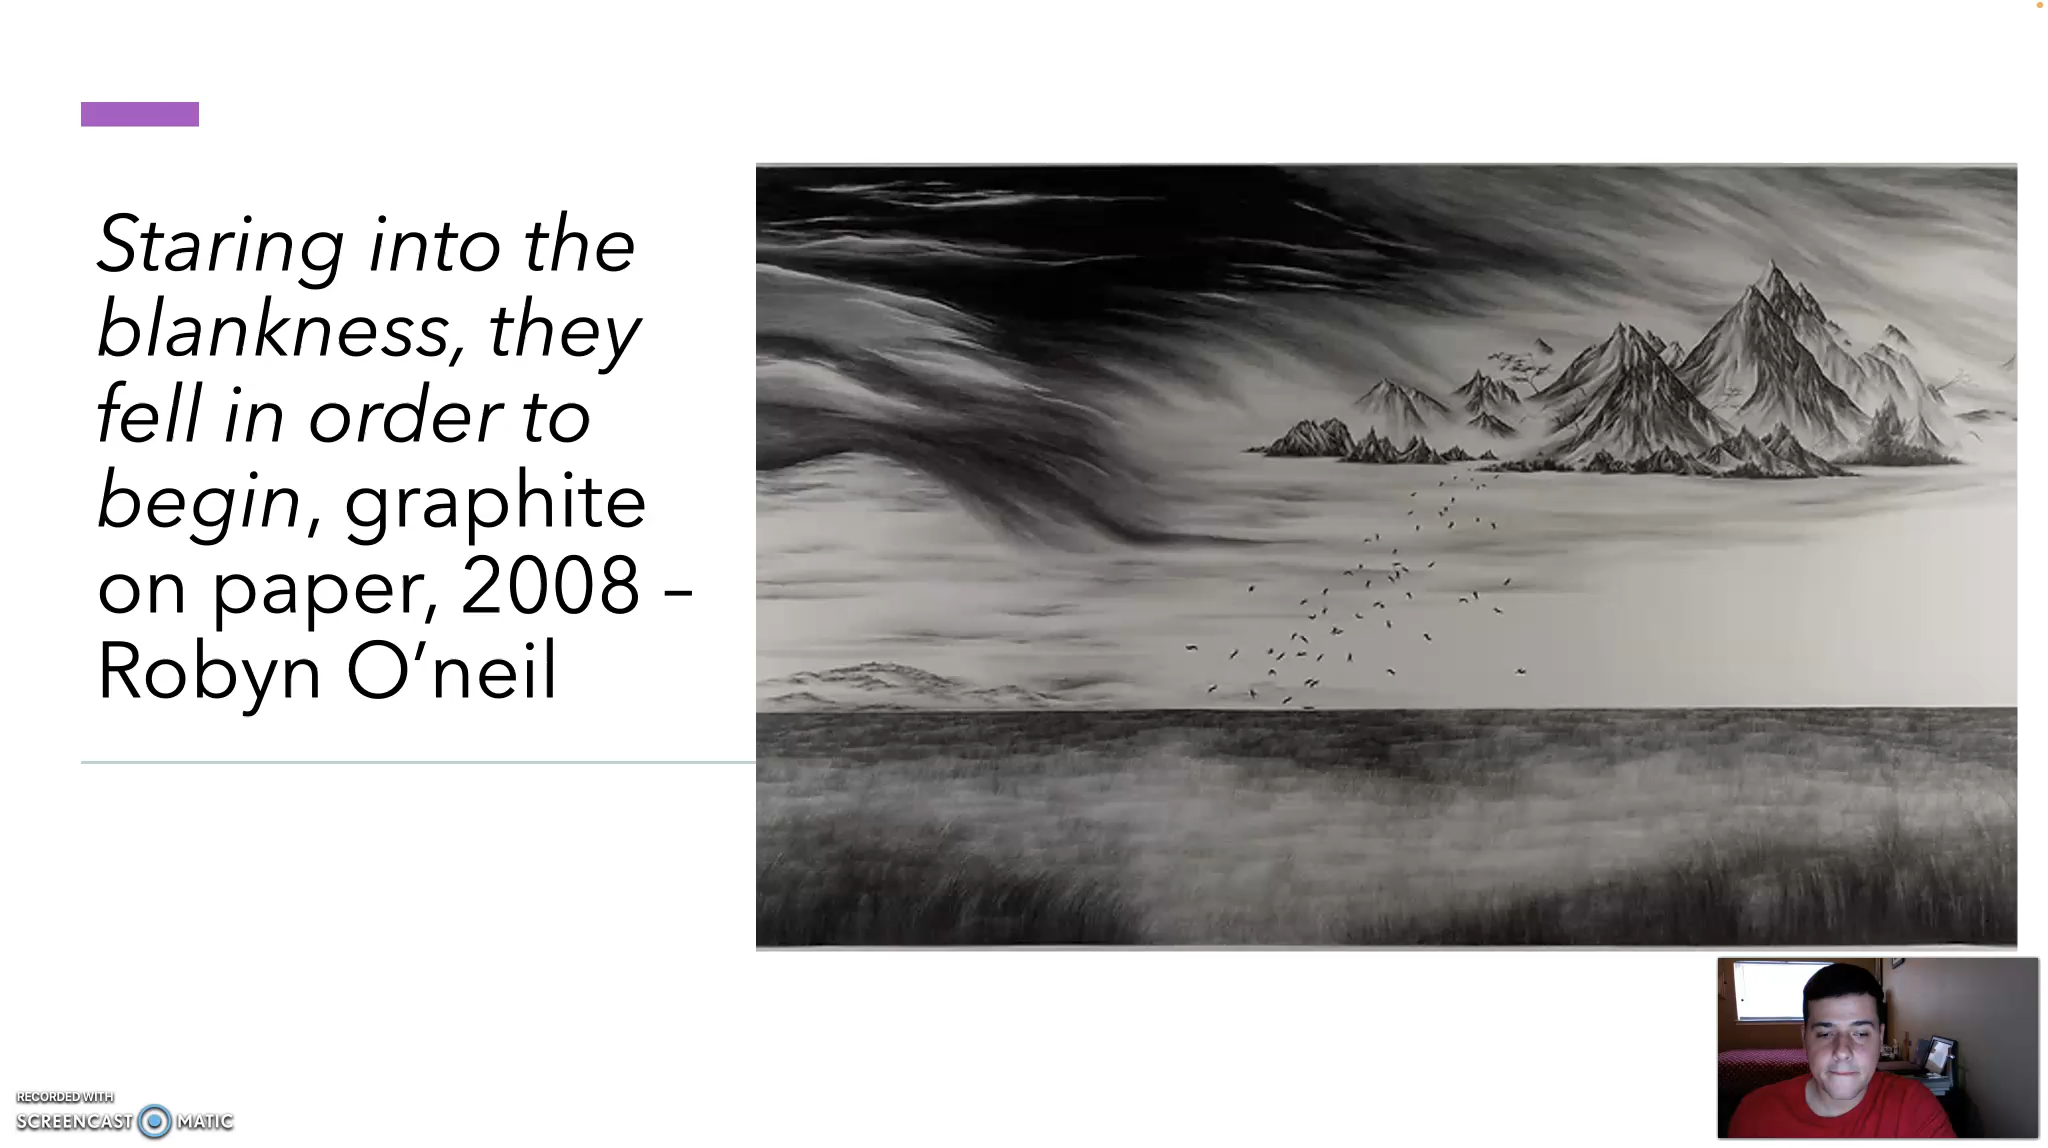 Staring into the
blankness, they
fell in order to
begin, graphite
on paper, 2008 –
Robyn O’neil
RECORDED WITH
SCREENCAST MATIC